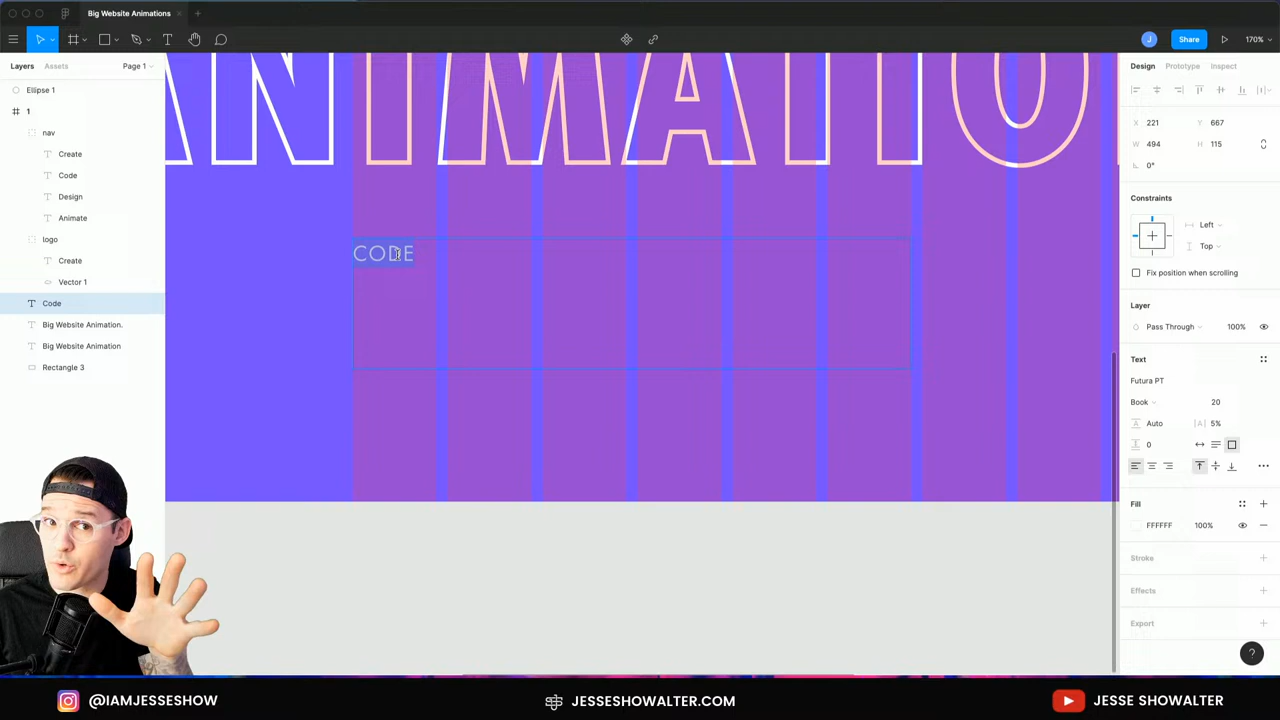 Big Website Animations
Share
170%
Layers
Assets
Page 1
Design
Prototype
Inspect
Ellipse 1
1
nav
Create
Code
Design
Animate
logo
Create
Vector 1
Code
Big Website Animation.
Big Website Animation
Rectangle 3
ANIMATIO
CODE
J
X 221 Y 667
W 494 H 115
0°
Constraints
Left
Top
Fix position when scrolling
Layer
Pass Through 100%
Text
Futura PT
Book 20
Auto |A| 5%
0
Fill
FFFFFF 100%
Stroke
Effects
Export
?
@IAMJESSESHOW
JESSESHOWALTER.COM
JESSE SHOWALTER